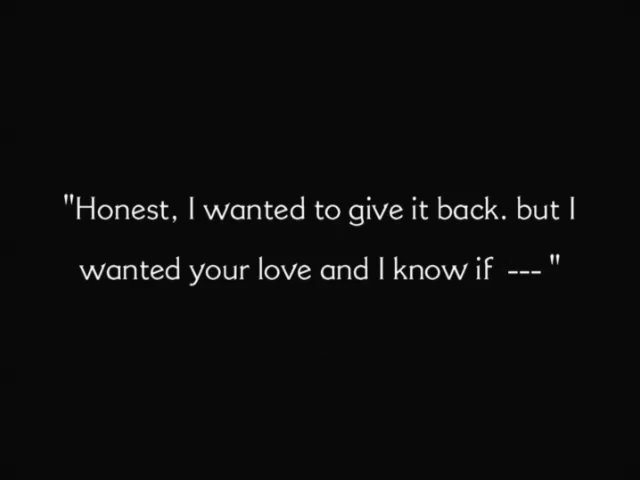 "Honest, I wanted to give it back. but I
wanted your love and I know if --- "